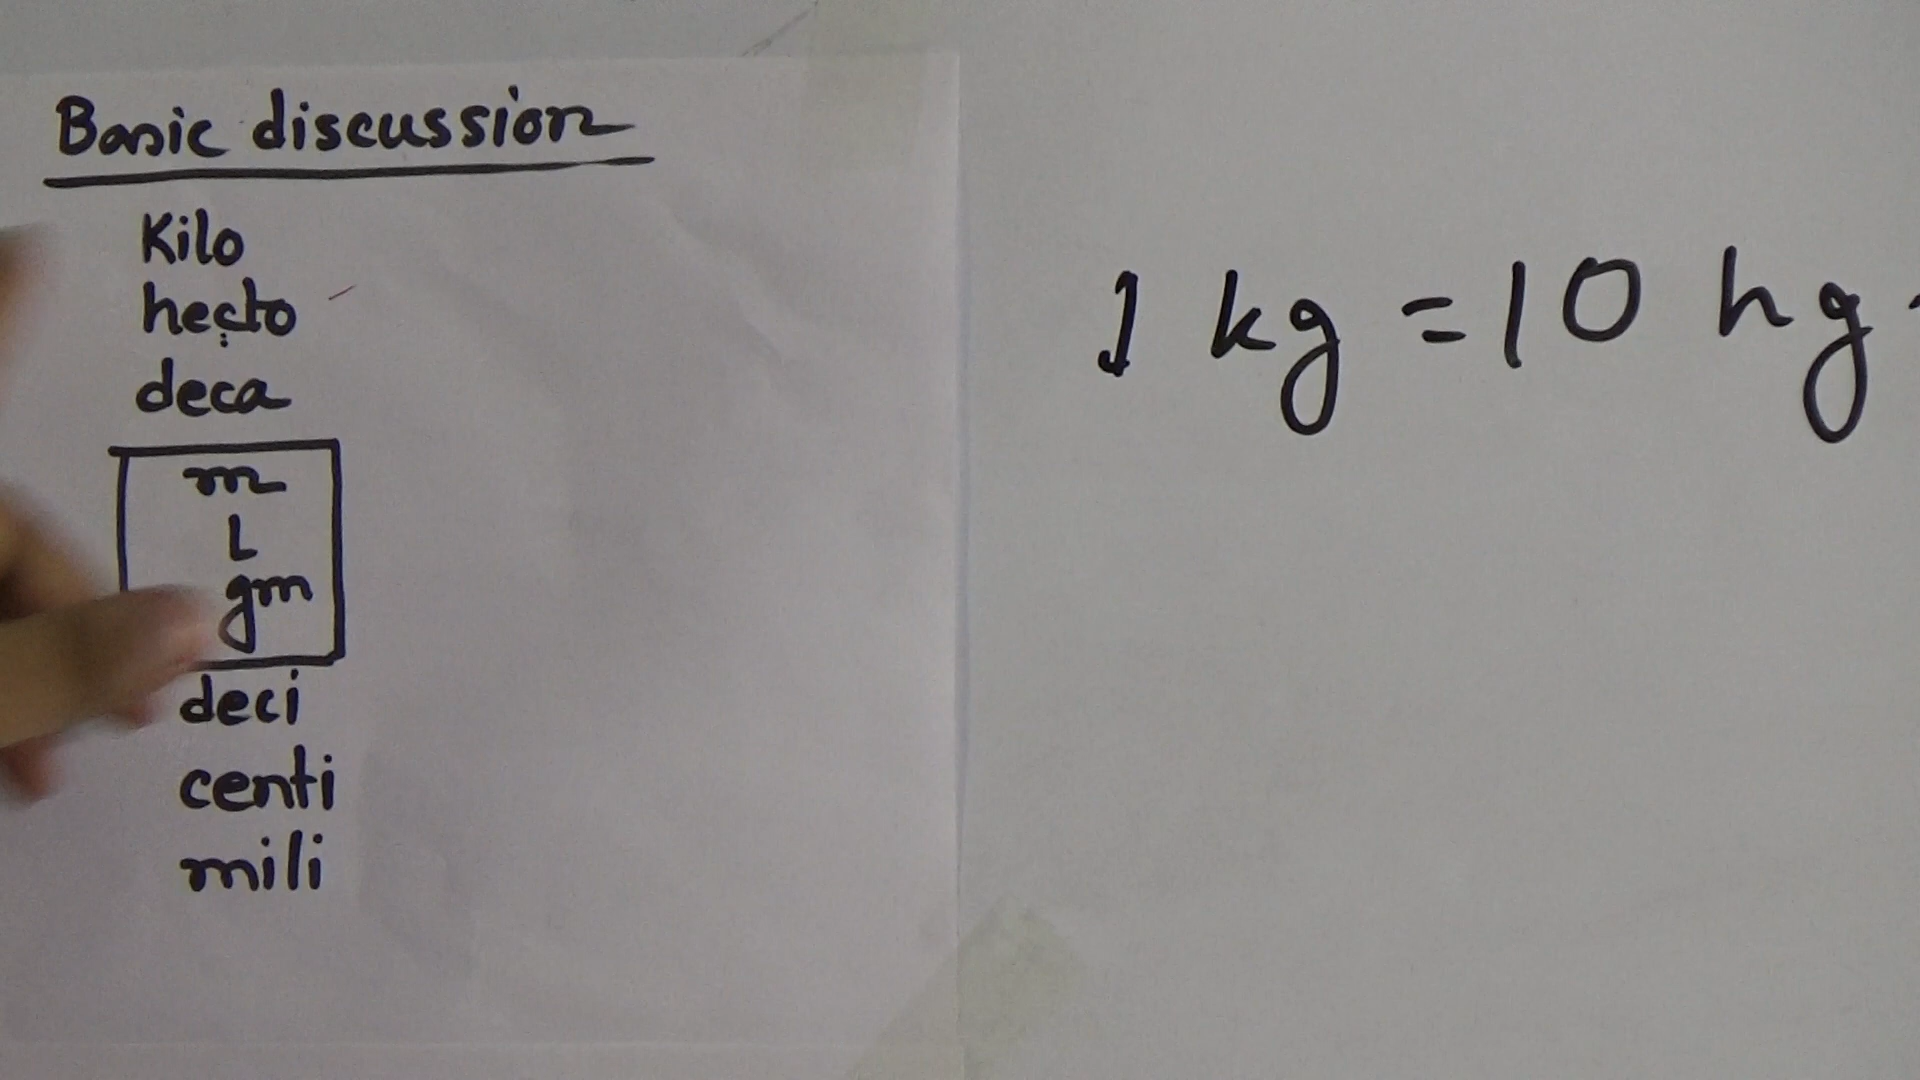 Basic discussion
Kilo
hecto
deca
m
L
gm
deci
centi
mili
1 kg = 10 hg